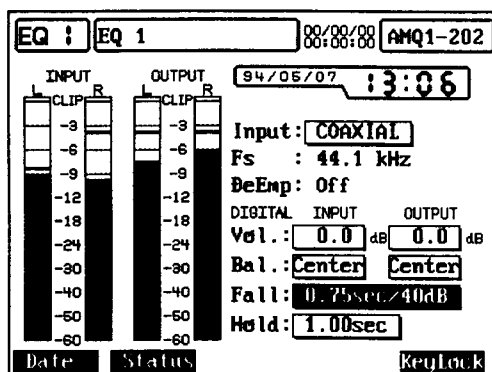 EQ 1 EQ 1 00/00/00 00:00:00 AMQ1-202
INPUT OUTPUT 94/05/07 13:06
L R L R
CLIP CLIP
-3 -3
Input: COAXIAL
-6 -6
Fs : 44.1 kHz
-9 -9
DeEmp: Off
-12 -12
DIGITAL INPUT OUTPUT
-18 -18
Vol.: 0.0 dB 0.0 dB
-24 -24
Bal.: Center Center
-30 -30
Fall: 0.75sec/40dB
-40 -40
Hold: 1.00sec
-50 -50
-60 -60
Date Status KeyLock